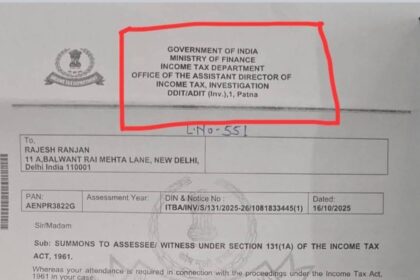 GOVERNMENT OF INDIA
MINISTRY OF FINANCE
INCOME TAX DEPARTMENT
OFFICE OF THE ASSISTANT DIRECTOR OF
INCOME TAX, INVESTIGATION
DDIT/ADIT (Inv.),1, Patna
L.No-551
To,
RAJESH RANJAN
11 A,BALWANT RAI MEHTA LANE, NEW DELHI,
Delhi India 110001
PAN: Assessment Year: DIN & Notice No : Date:
AENPR3822G ITBA/INV/S/131/2025-26/1081833445(1) 16/10/2025
Sub: SUMMONS TO ASSESSEE/ WITNESS UNDER SECTION 131(1A) OF THE INCOME TAX
ACT, 1961.
Whereas your attendance is required in connection with the proceedings under the Income Tax Act,